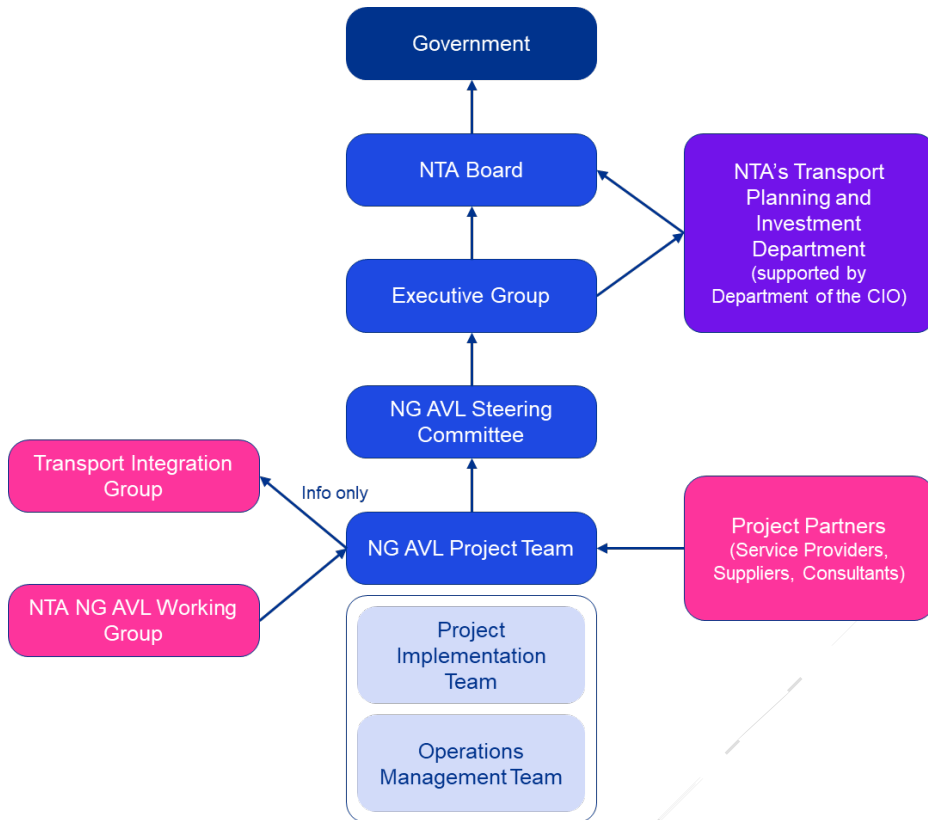 Government
NTA Board
NTA’s Transport
Planning and
Investment
Department
(supported by
Department of the CIO)
Executive Group
NG AVL Steering
Committee
Transport Integration
Group
Info only
NG AVL Project Team
Project Partners
(Service Providers,
Suppliers, Consultants)
NTA NG AVL Working
Group
Project
Implementation
Team
Operations
Management Team